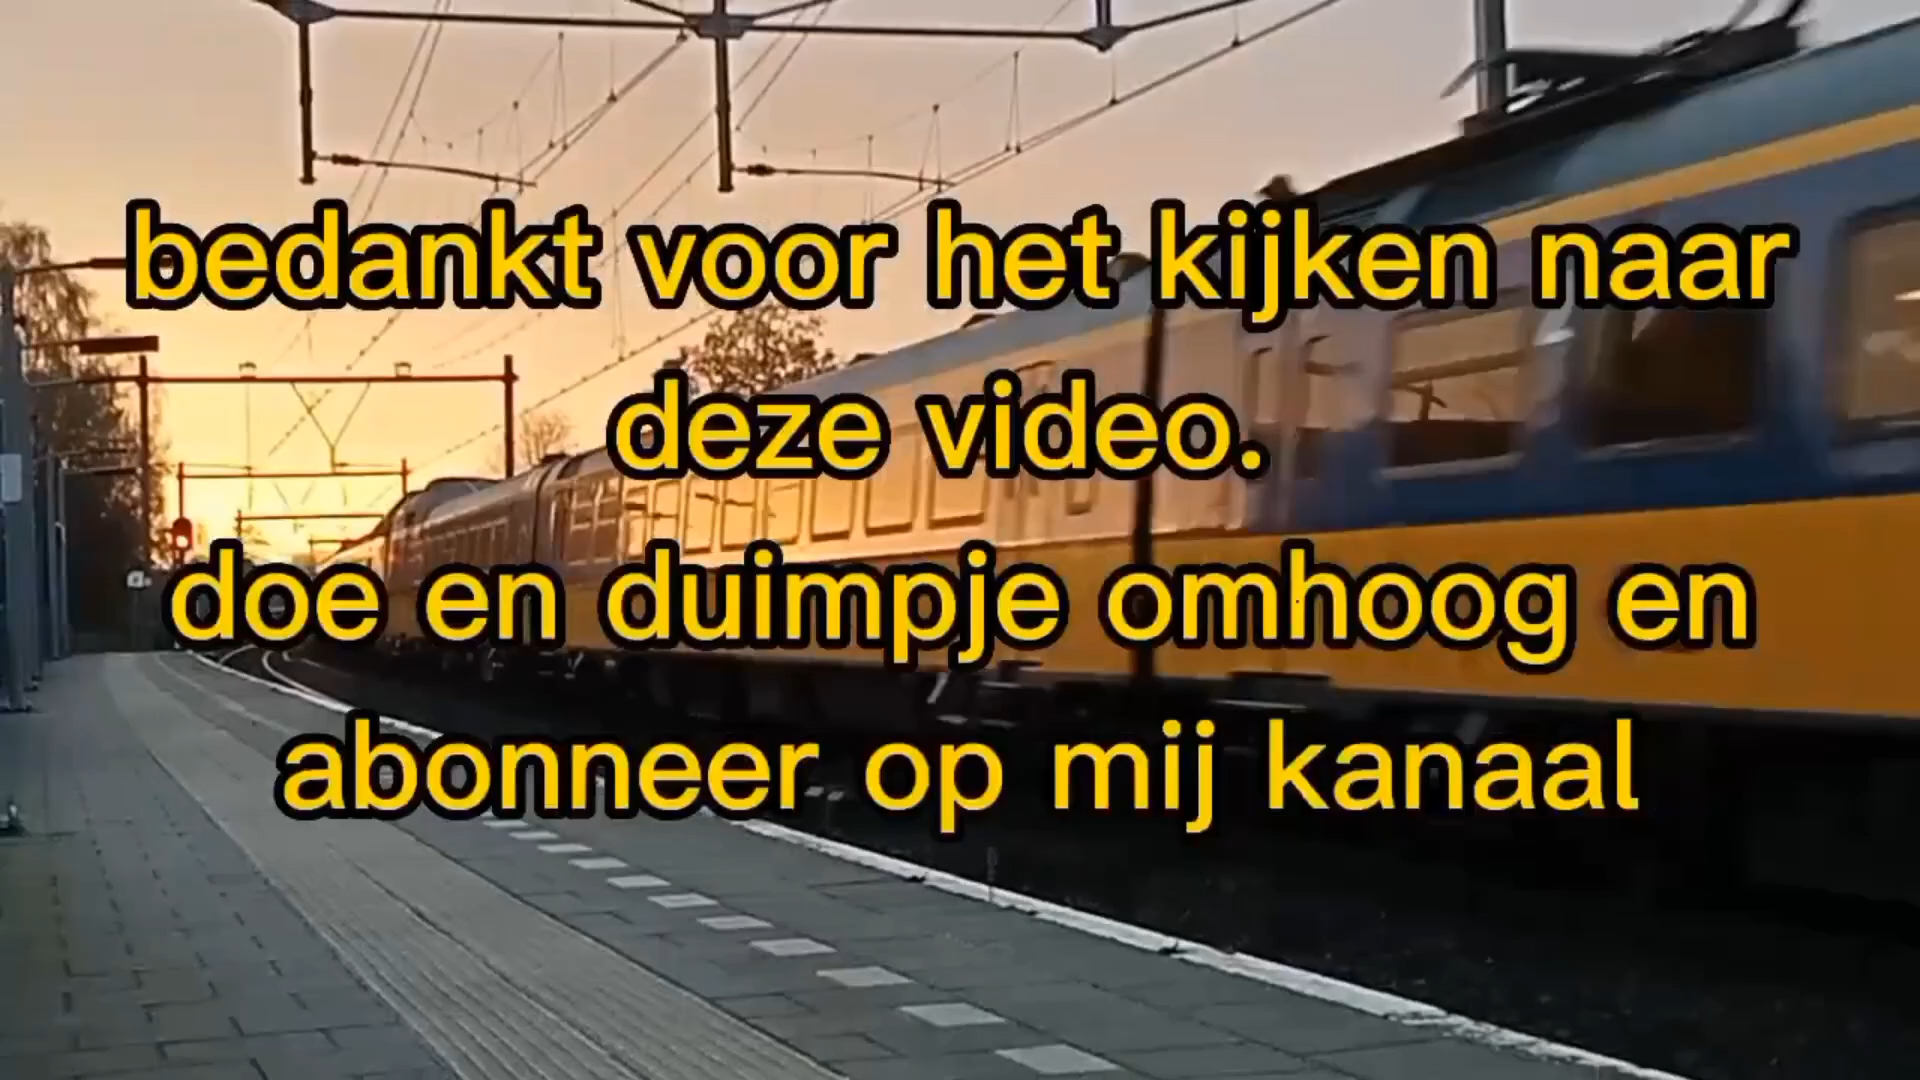 bedankt voor het kijken naar
deze video.
doe en duimpje omhoog en
abonneer op mij kanaal